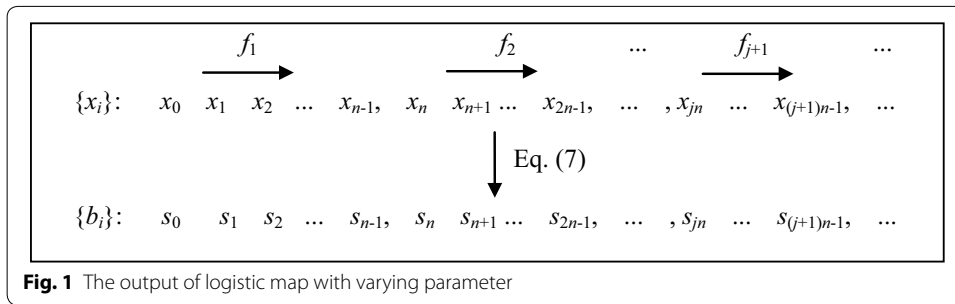 f₁ f₂ ... fⱼ₊₁ ...
{xᵢ}: x₀ x₁ x₂ ... xₙ₋₁, xₙ xₙ₊₁ ... x₂ₙ₋₁, ... , xⱼₙ ... x₍ⱼ₊₁₎ₙ₋₁, ...
Eq. (7)
{bᵢ}: s₀ s₁ s₂ ... sₙ₋₁, sₙ sₙ₊₁ ... s₂ₙ₋₁, ... , sⱼₙ ... s₍ⱼ₊₁₎ₙ₋₁, ...
Fig. 1 The output of logistic map with varying parameter